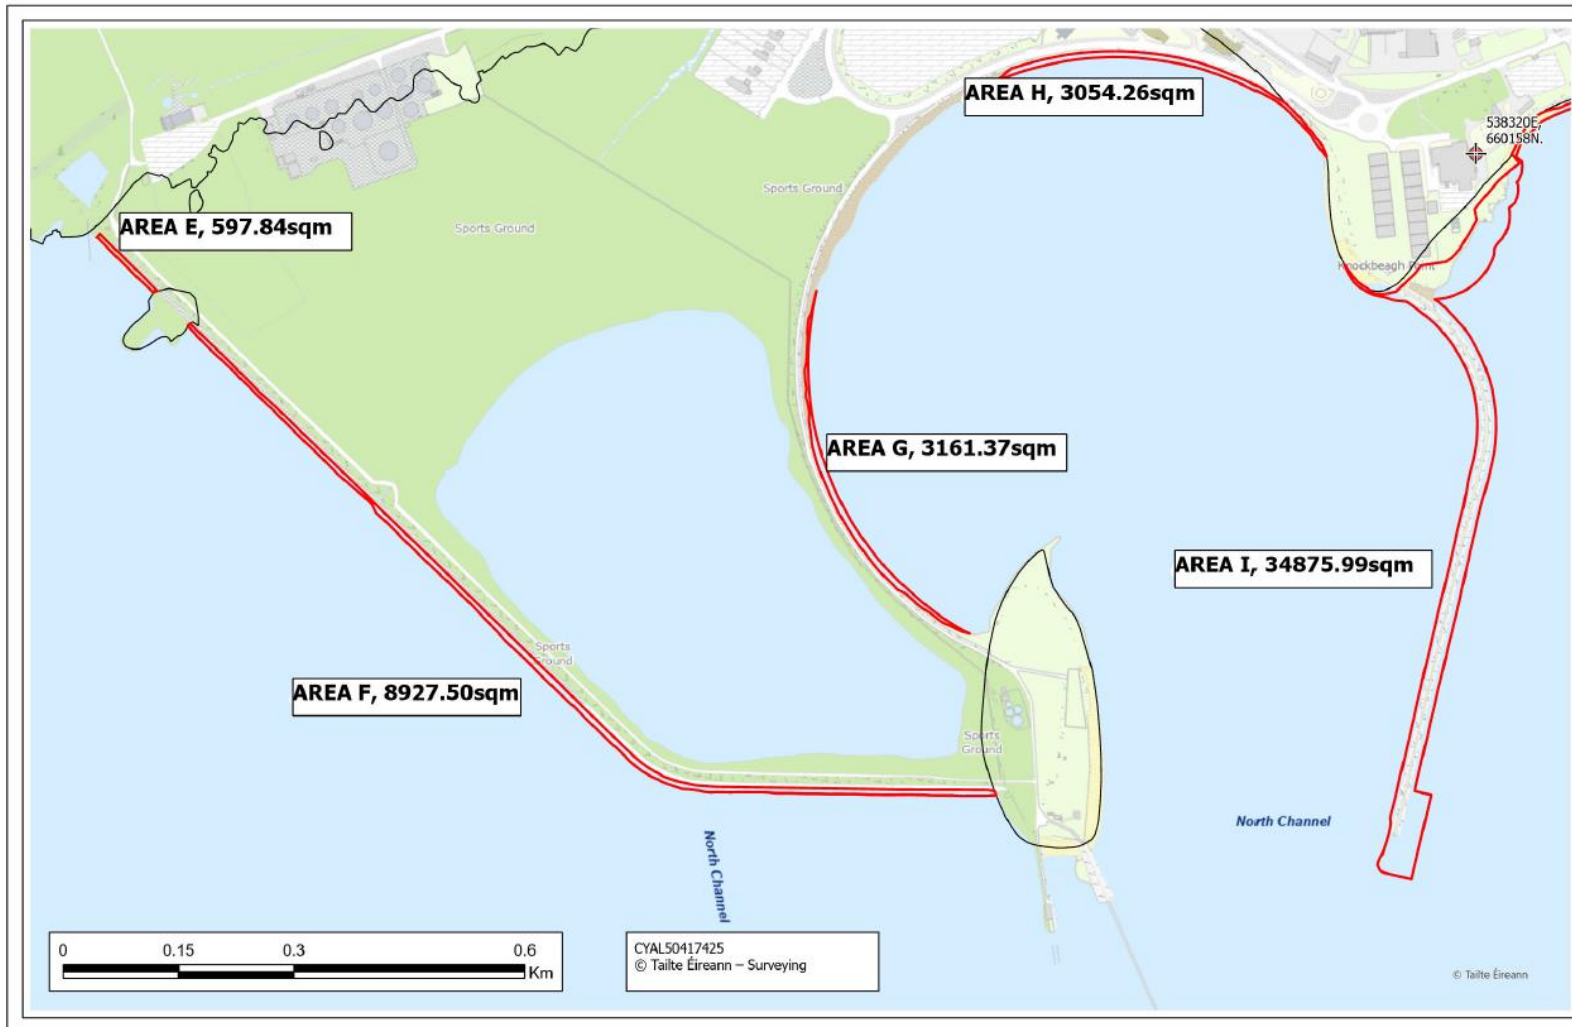 AREA H, 3054.26sqm
538320E,
660158N.
Sports Ground
AREA E, 597.84sqm
Sports Ground
Knockbeagh Point
AREA G, 3161.37sqm
AREA I, 34875.99sqm
Sports
Ground
AREA F, 8927.50sqm
Sports
Ground
North Channel
North Channel
0 0.15 0.3 0.6
Km
CYAL50417425
© Tailte Éireann – Surveying
© Tailte Éireann